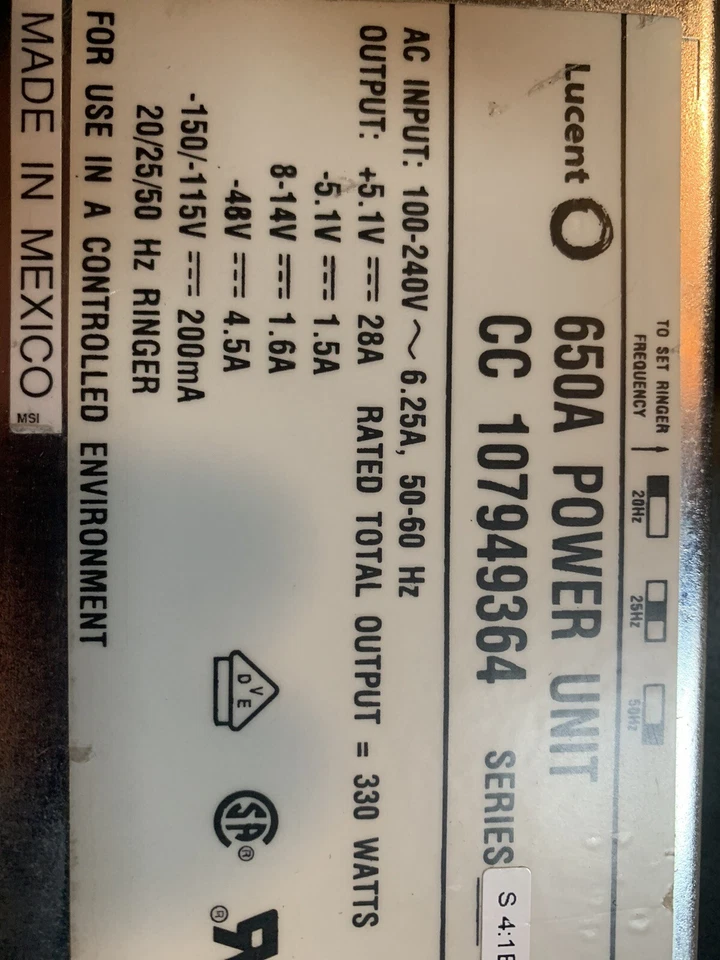 TO SET RINGER
FREQUENCY
20Hz
25Hz
50Hz
Lucent
650A POWER UNIT
CC 107949364 SERIES
S 4:1
AC INPUT: 100-240V ~ 6.25A, 50-60 Hz
OUTPUT: +5.1V ⎓ 28A RATED TOTAL OUTPUT = 330 WATTS
-5.1V ⎓ 1.5A
8-14V ⎓ 1.6A
-48V ⎓ 4.5A
-150/-115V ⎓ 200mA
20/25/50 Hz RINGER
DVE
SA®
®
FOR USE IN A CONTROLLED ENVIRONMENT
MADE IN MEXICO
MSI